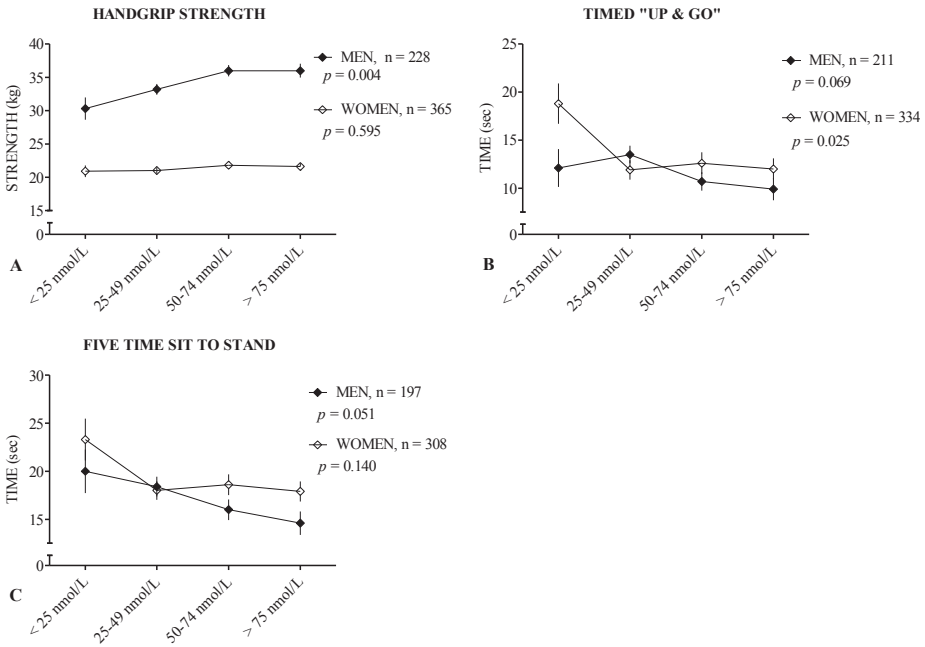 HANDGRIP STRENGTH
STRENGTH (kg)
40
35
30
25
20
15
0
MEN, n = 228
p = 0.004
WOMEN, n = 365
p = 0.595
< 25 nmol/L
25-49 nmol/L
50-74 nmol/L
> 75 nmol/L
A
TIMED "UP & GO"
TIME (sec)
25
20
15
10
0
MEN, n = 211
p = 0.069
WOMEN, n = 334
p = 0.025
< 25 nmol/L
25-49 nmol/L
50-74 nmol/L
> 75 nmol/L
B
FIVE TIME SIT TO STAND
TIME (sec)
30
25
20
15
0
MEN, n = 197
p = 0.051
WOMEN, n = 308
p = 0.140
< 25 nmol/L
25-49 nmol/L
50-74 nmol/L
> 75 nmol/L
C